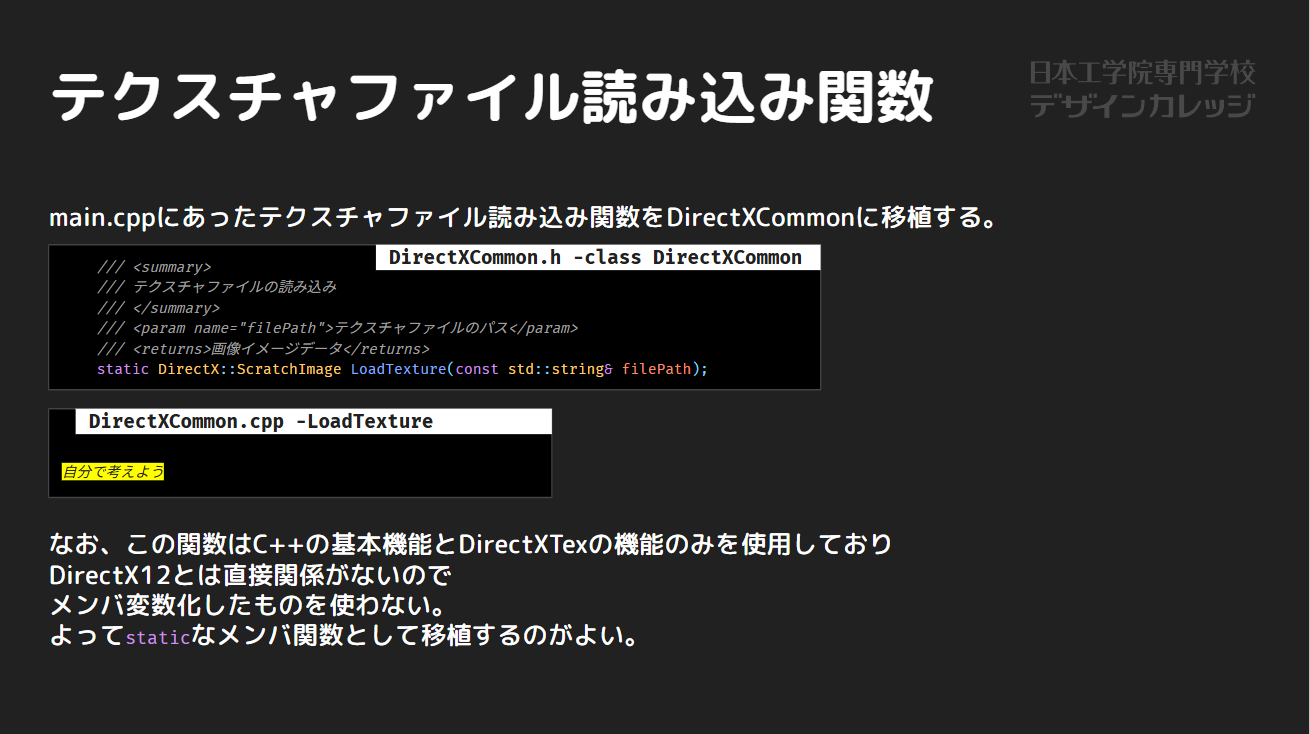 テクスチャファイル読み込み関数
日本工学院専門学校
デザインカレッジ
main.cppにあったテクスチャファイル読み込み関数をDirectXCommonに移植する。
DirectXCommon.h -class DirectXCommon
/// <summary>
/// テクスチャファイルの読み込み
/// </summary>
/// <param name="filePath">テクスチャファイルのパス</param>
/// <returns>画像イメージデータ</returns>
static DirectX::ScratchImage LoadTexture(const std::string& filePath);
DirectXCommon.cpp -LoadTexture
自分で考えよう
なお、この関数はC++の基本機能とDirectXTexの機能のみを使用しており
DirectX12とは直接関係がないので
メンバ変数化したものを使わない。
よってstaticなメンバ関数として移植するのがよい。